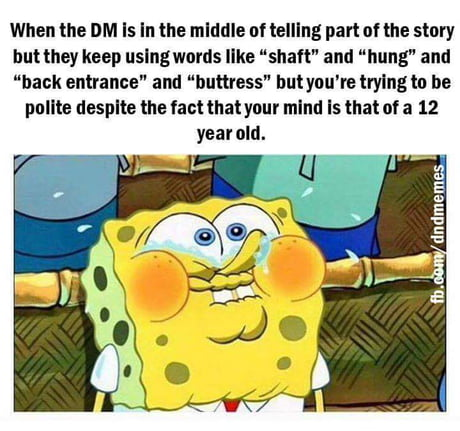 When the DM is in the middle of telling part of the story
but they keep using words like “shaft” and “hung” and
“back entrance” and “buttress” but you’re trying to be
polite despite the fact that your mind is that of a 12
year old.
fb.com/dndmemes